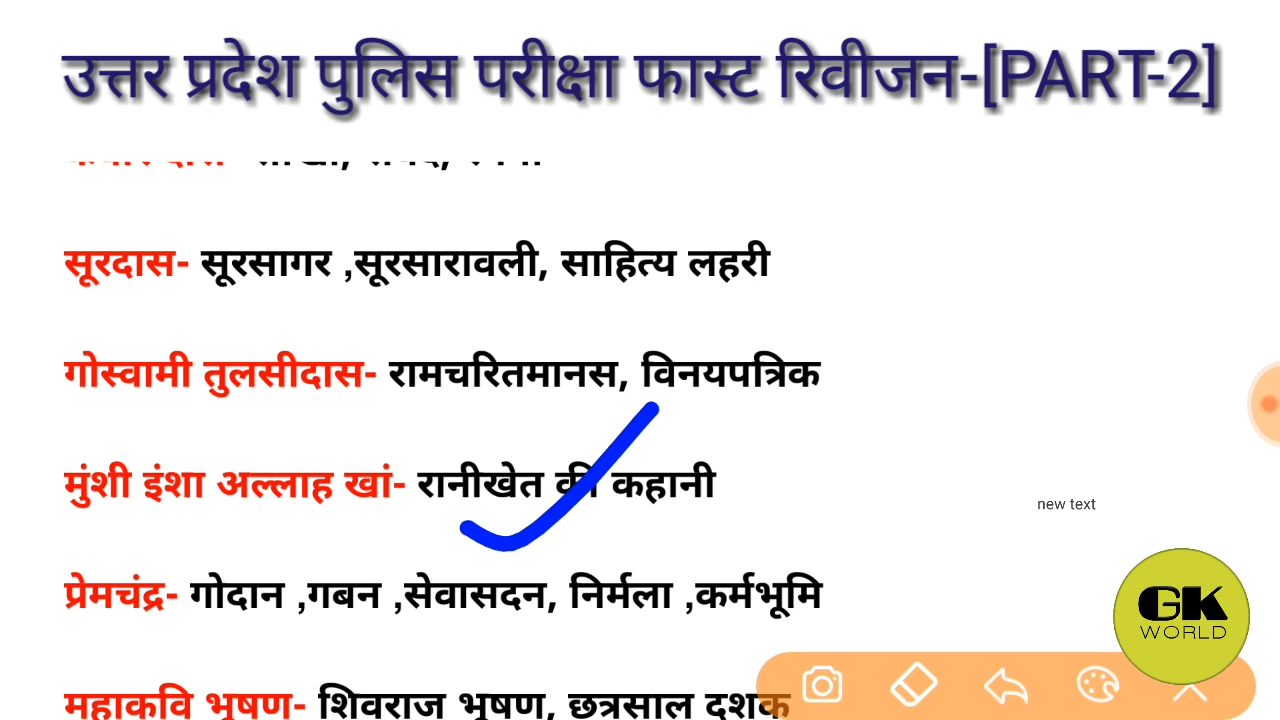 उत्तर प्रदेश पुलिस परीक्षा फास्ट रिवीजन-[PART-2]
सूरदास- सूरसागर ,सूरसारावली, साहित्य लहरी
गोस्वामी तुलसीदास- रामचरितमानस, विनयपत्रिक
मुंशी इंशा अल्लाह खां- रानीखेत की कहानी
new text
प्रेमचंद्र- गोदान ,गबन ,सेवासदन, निर्मला ,कर्मभूमि
GK
WORLD
महाकवि भूषण- शिवराज भूषण, छत्रसाल दशक